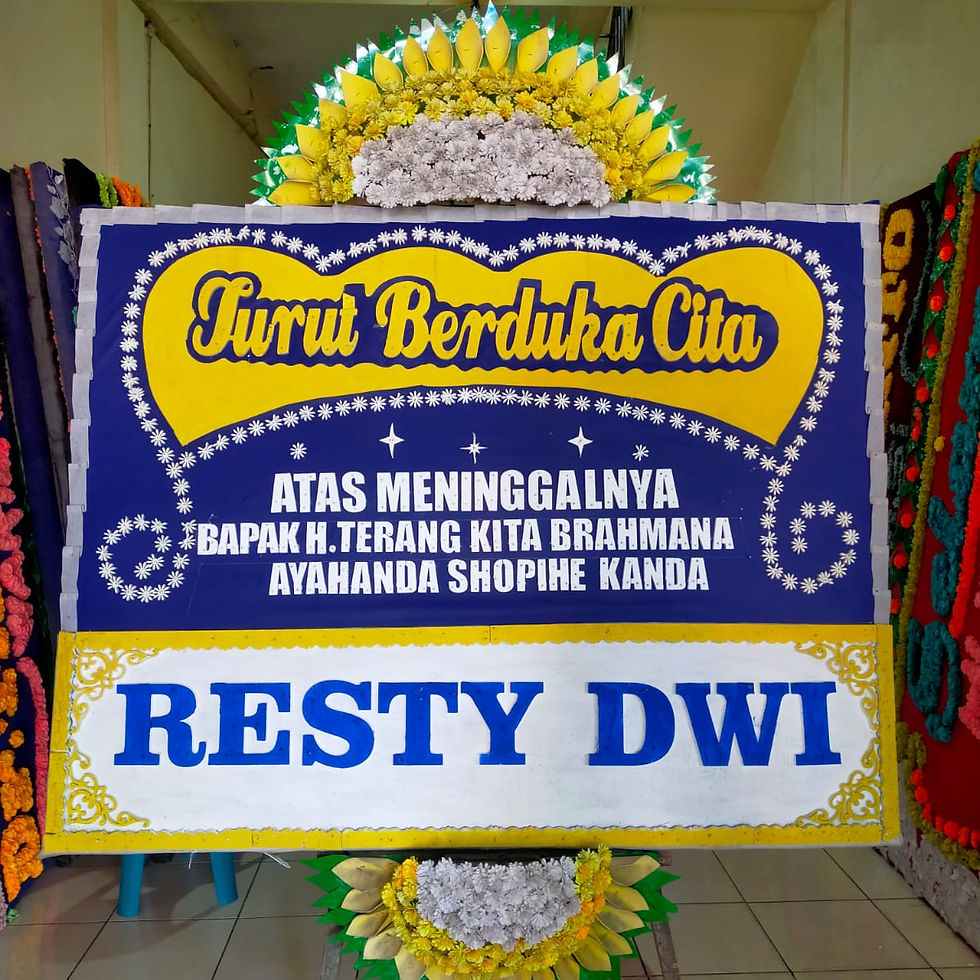 Turut Berduka Cita
ATAS MENINGGALNYA
BAPAK H.TERANG KITA BRAHMANA
AYAHANDA SHOPIHE KANDA
RESTY DWI